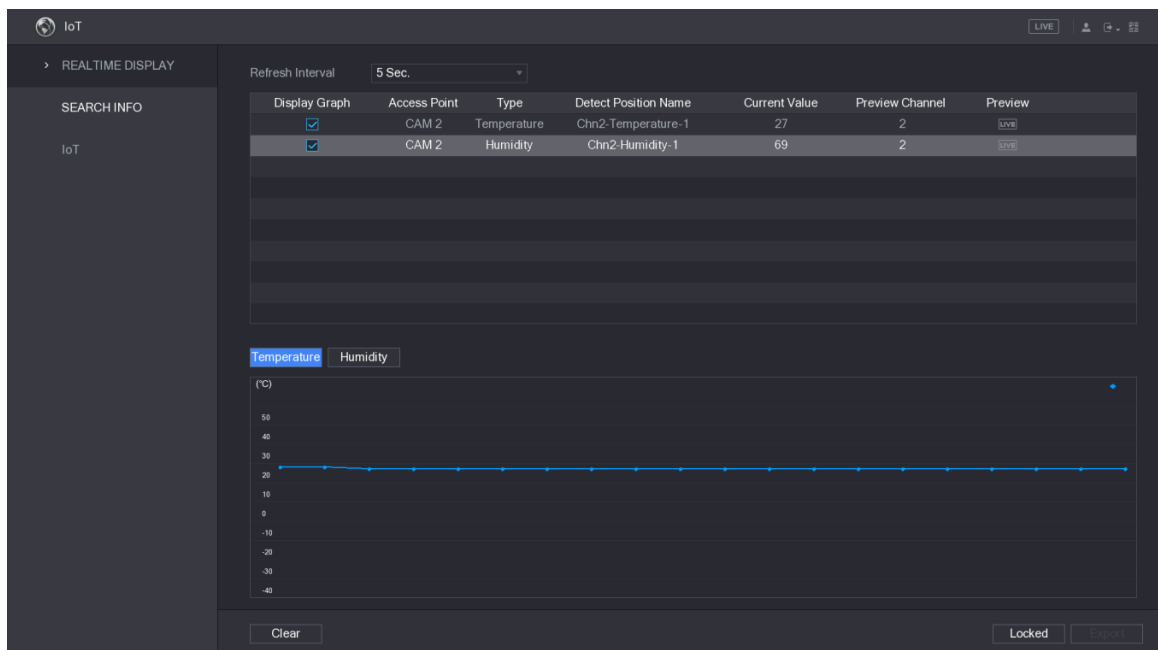 IoT LIVE
REALTIME DISPLAY
SEARCH INFO
IoT
Refresh Interval 5 Sec.
Display Graph Access Point Type Detect Position Name Current Value Preview Channel Preview
CAM 2 Temperature Chn2-Temperature-1 27 2 LIVE
CAM 2 Humidity Chn2-Humidity-1 69 2 LIVE
Temperature Humidity
(℃)
50
40
30
20
10
0
-10
-20
-30
-40
Clear Locked Export